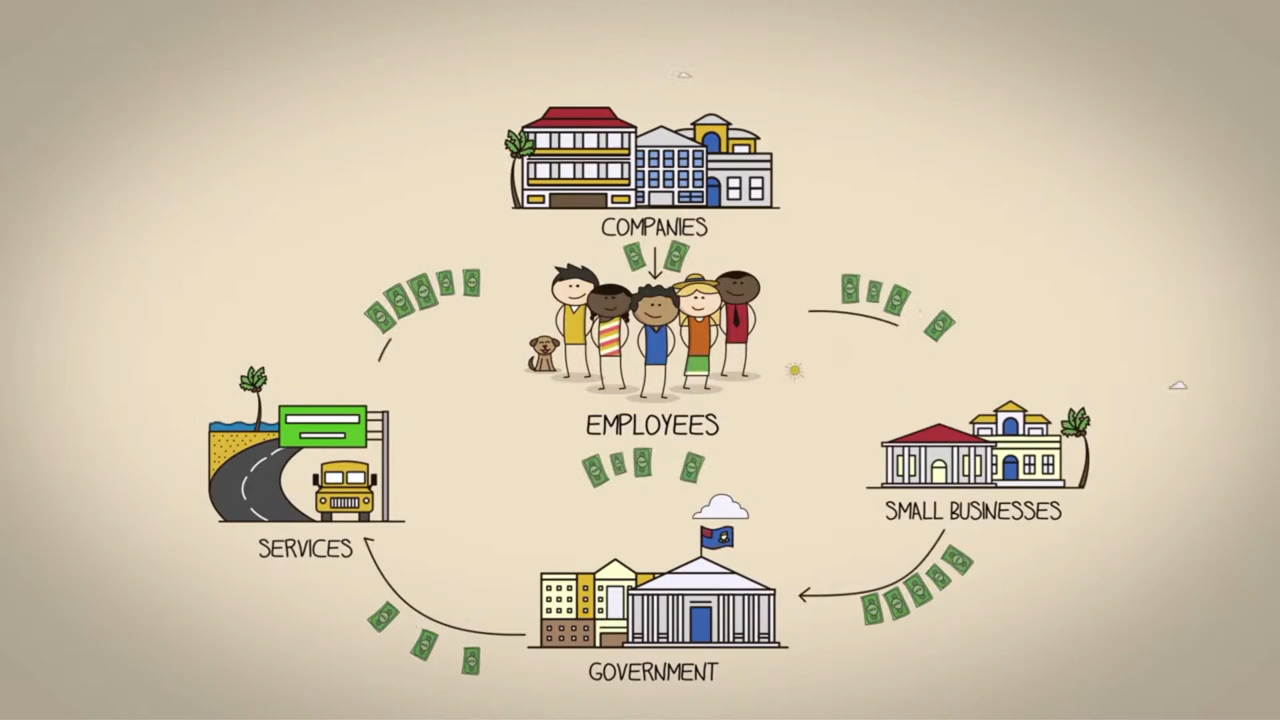 COMPANIES
EMPLOYEES
SERVICES
SMALL BUSINESSES
GOVERNMENT